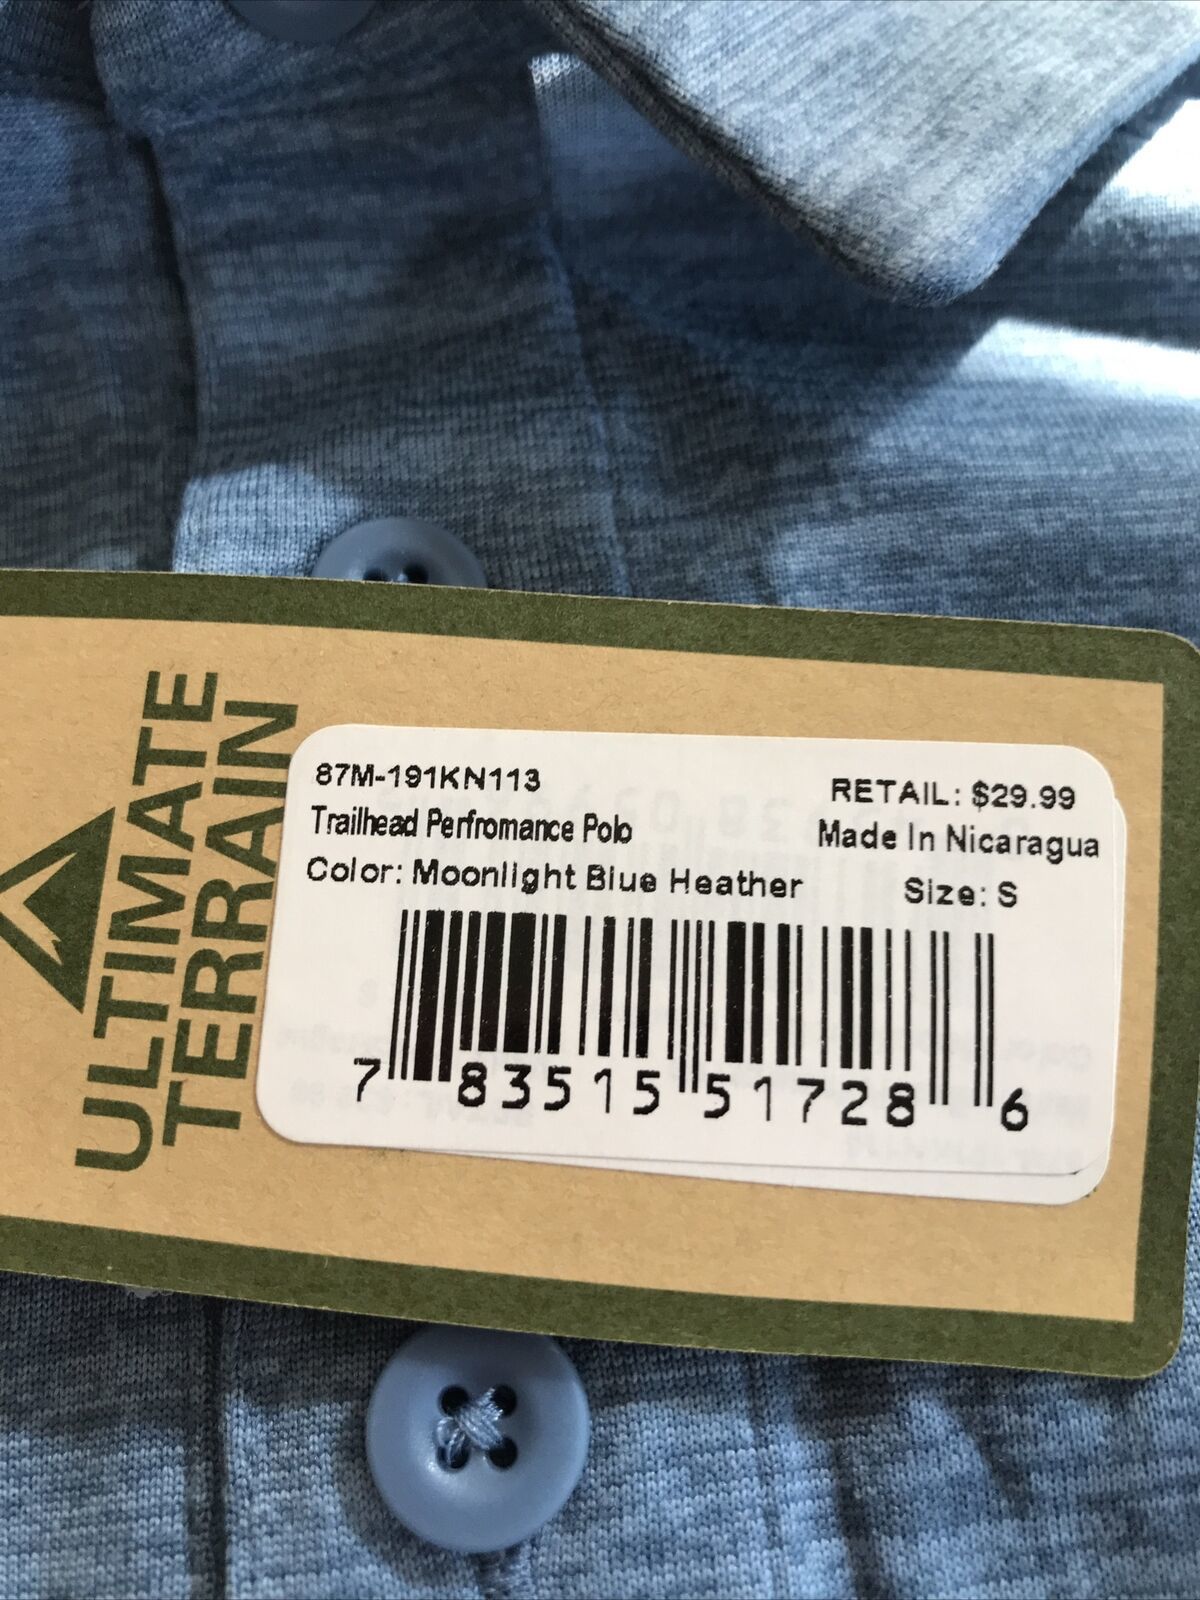 ULTIMATE
TERRAIN
87M-191KN113
RETAIL: $29.99
Trailhead Perfromance Polo
Made In Nicaragua
Color: Moonlight Blue Heather
Size: S
7 83515 51728 6